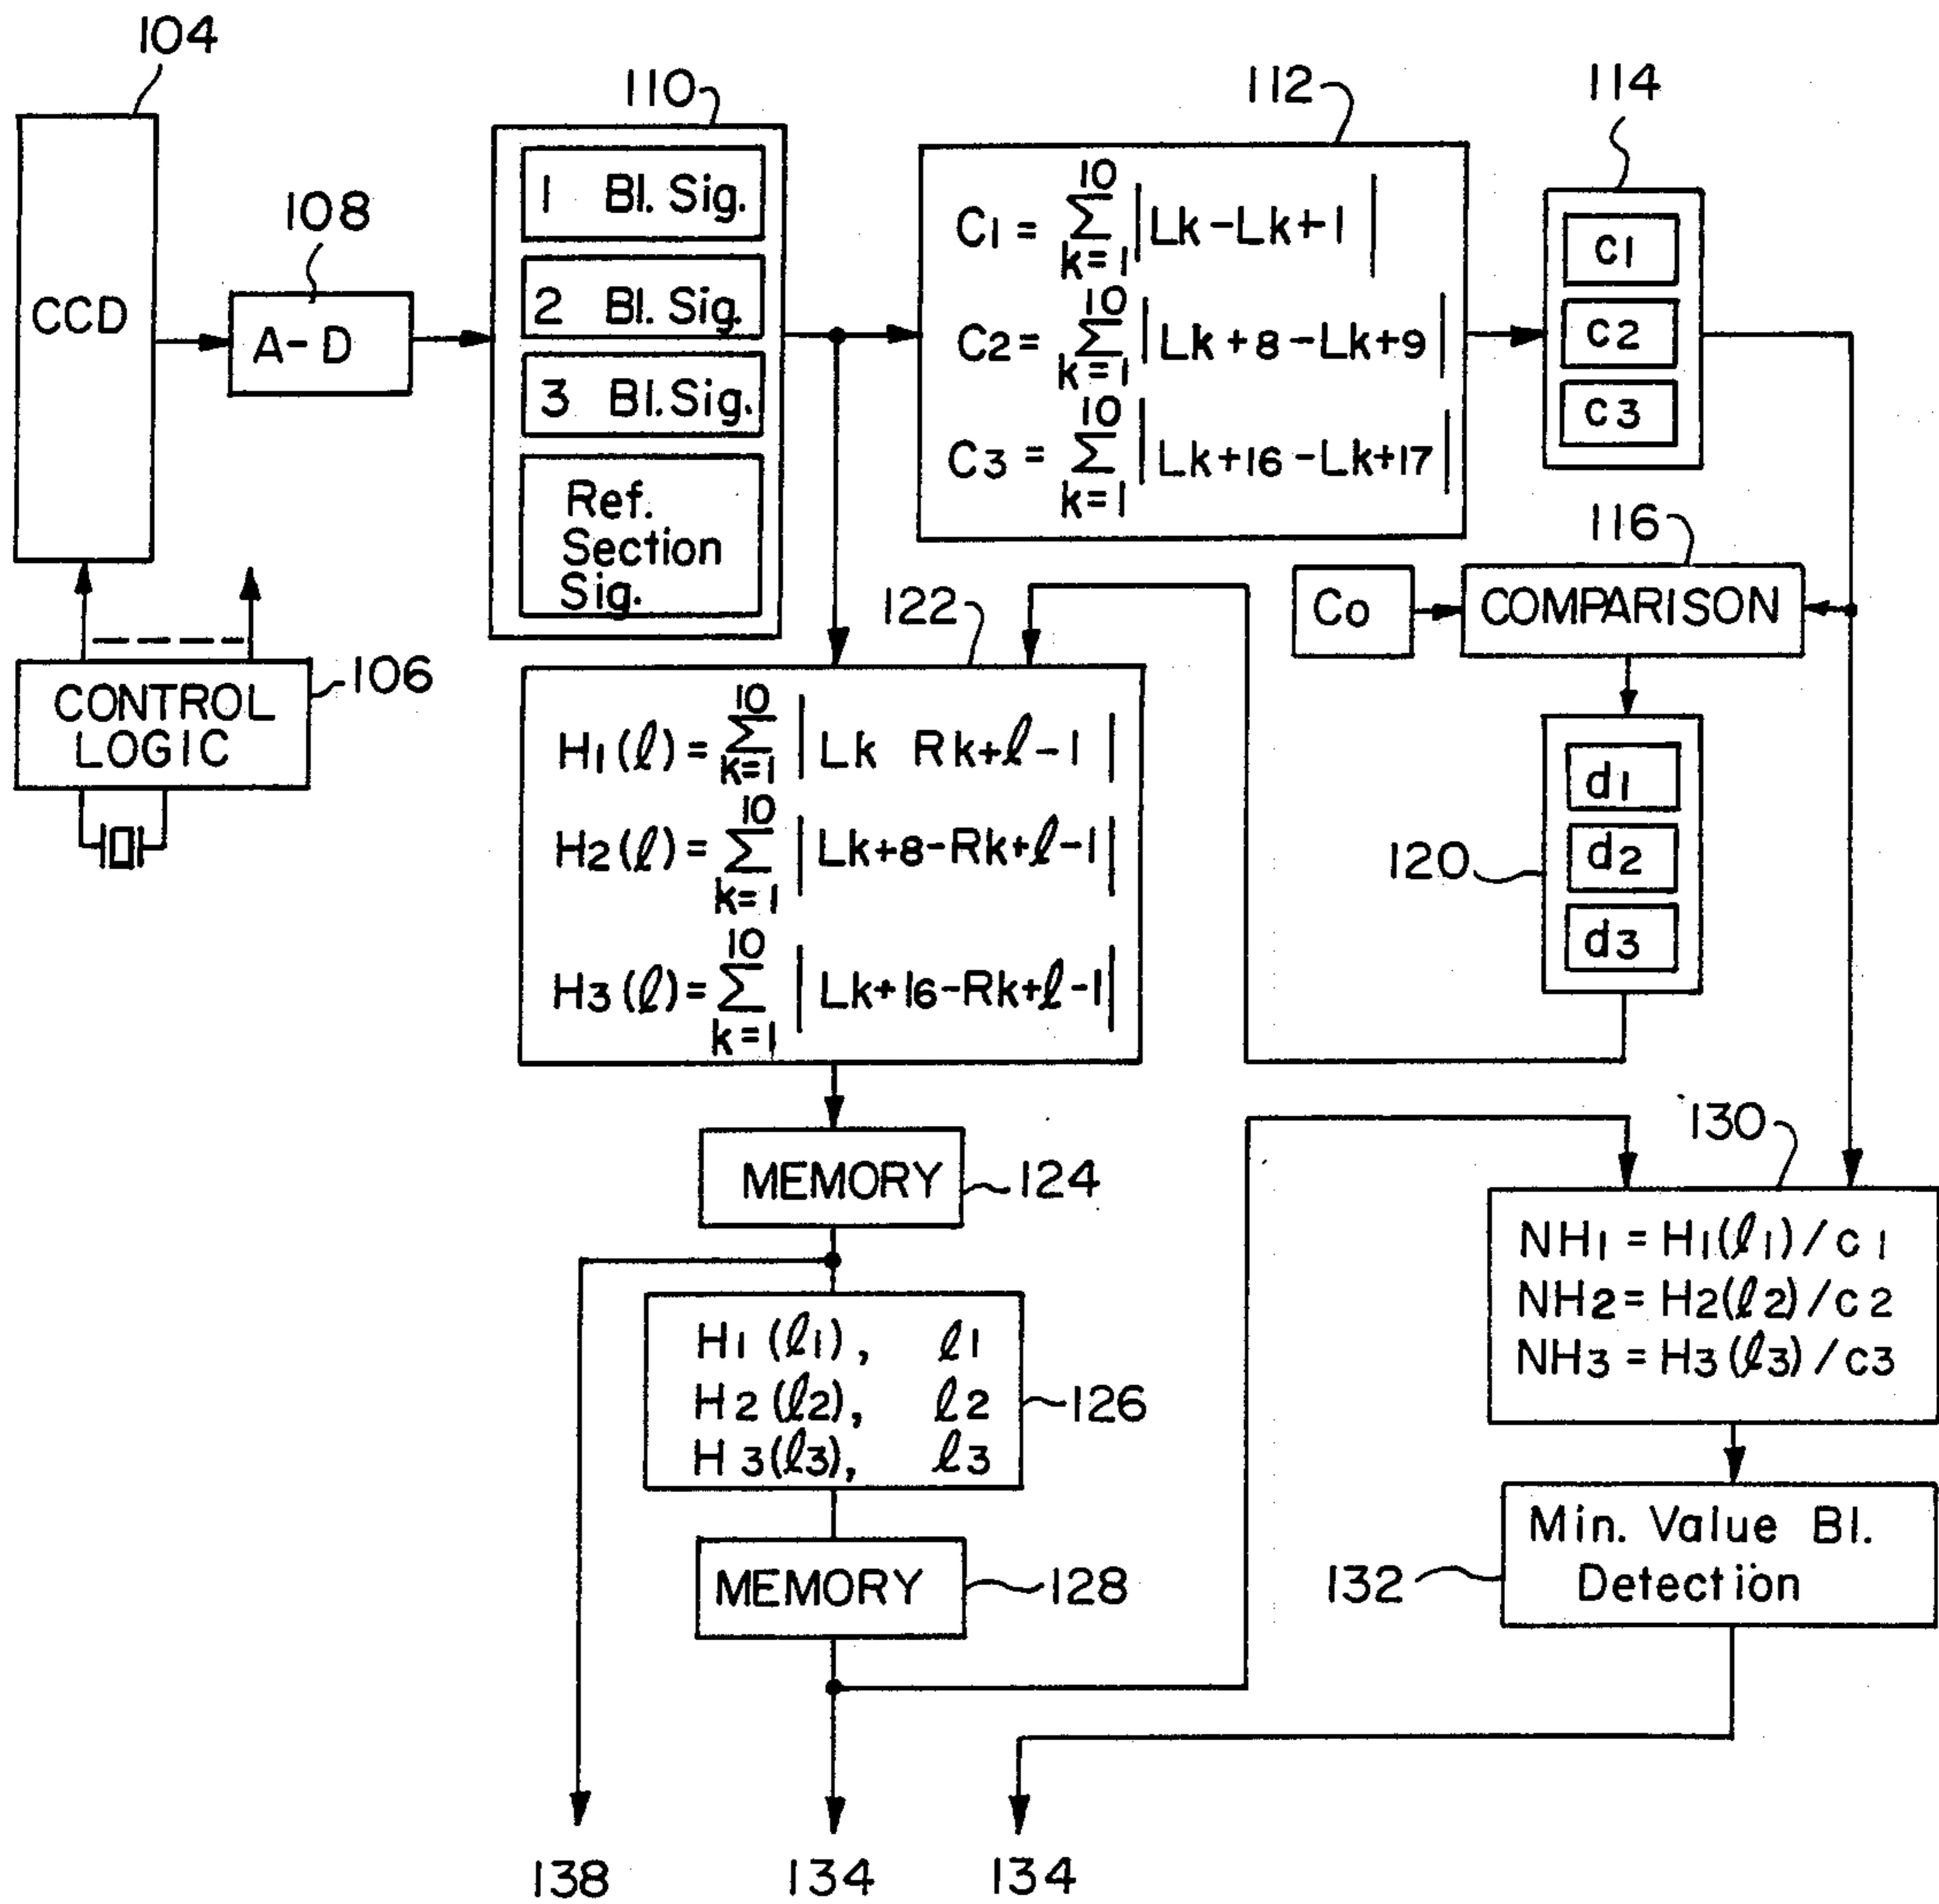 104
CCD
CONTROL
LOGIC
106
108
A-D
110
1 Bl. Sig.
2 Bl. Sig.
3 Bl. Sig.
Ref.
Section
Sig.
112
C1 = 10∑k=1 |Lk-Lk+1|
C2 = 10∑k=1 |Lk+8-Lk+9|
C3 = 10∑k=1 |Lk+16-Lk+17|
114
c1
c2
c3
116
Co
COMPARISON
120
d1
d2
d3
122
H1(ℓ) = 10∑k=1 |Lk Rk+ℓ-1|
H2(ℓ) = 10∑k=1 |Lk+8-Rk+ℓ-1|
H3(ℓ) = 10∑k=1 |Lk+16-Rk+ℓ-1|
MEMORY
124
H1(ℓ1), ℓ1
H2(ℓ2), ℓ2
H3(ℓ3), ℓ3
126
MEMORY
128
130
NH1 = H1(ℓ1)/c1
NH2 = H2(ℓ2)/c2
NH3 = H3(ℓ3)/c3
Min. Value Bl.
Detection
132
138
134
134